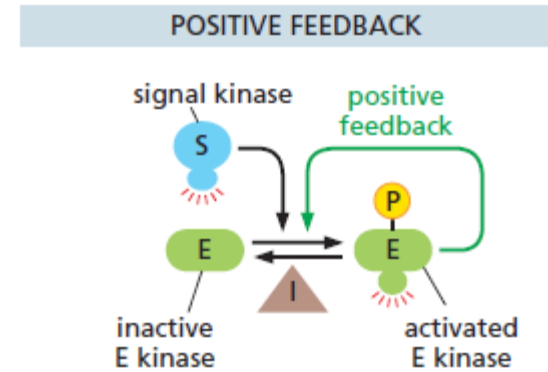 POSITIVE FEEDBACK
signal kinase
positive
feedback
S
P
E
E
I
inactive
E kinase
activated
E kinase